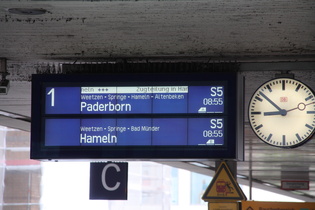 1
Zugteilung in Ha
Weetzen - Springe - Hameln - Altenbeken
S5
Paderborn
08:55
Weetzen - Springe - Bad Münder
S5
Hameln
08:55
C